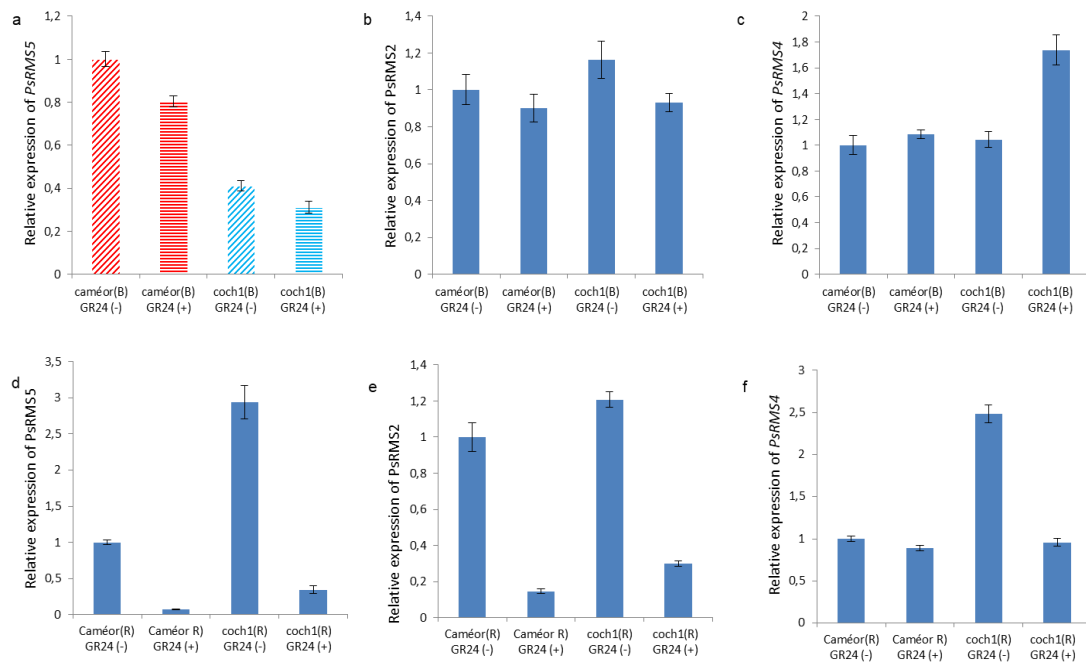 a
Relative expression of PsRMS5
1,2
1
0,8
0,6
0,4
0,2
0
caméor(B) caméor(B) coch1(B) coch1(B)
GR24 (-) GR24 (+) GR24 (-) GR24 (+)
b
Relative expression of PsRMS2
1,4
1,2
1
0,8
0,6
0,4
0,2
0
caméor(B) caméor(B) coch1(B) coch1(B)
GR24 (-) GR24 (+) GR24 (-) GR24 (+)
c
Relative expression of PsRMS4
2
1,8
1,6
1,4
1,2
1
0,8
0,6
0,4
0,2
0
caméor(B) caméor(B) coch1(B) coch1(B)
GR24 (-) GR24 (+) GR24 (-) GR24 (+)
d
Relative expression of PsRMS5
3,5
3
2,5
2
1,5
1
0,5
0
Caméor(R) Caméor R) coch1(R) coch1(R)
GR24 (-) GR24 (+) GR24 (-) GR24 (+)
e
Relative expression of PsRMS2
1,4
1,2
1
0,8
0,6
0,4
0,2
0
Caméor(R) Caméor R) coch1(R) coch1(R)
GR24 (-) GR24 (+) GR24 (-) GR24 (+)
f
Relative expression of PsRMS4
3
2,5
2
1,5
1
0,5
0
Caméor(R) Caméor R) coch1(R) coch1(R)
GR24 (-) GR24 (+) GR24 (-) GR24 (+)